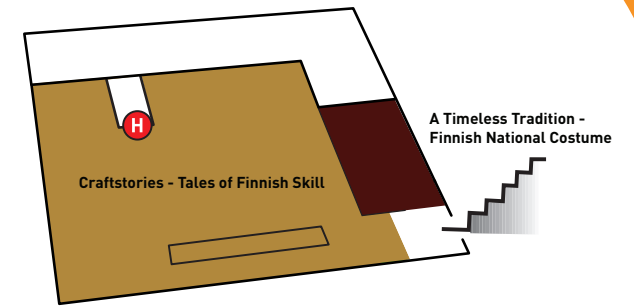 A Timeless Tradition -
Finnish National Costume
H
Craftstories - Tales of Finnish Skill